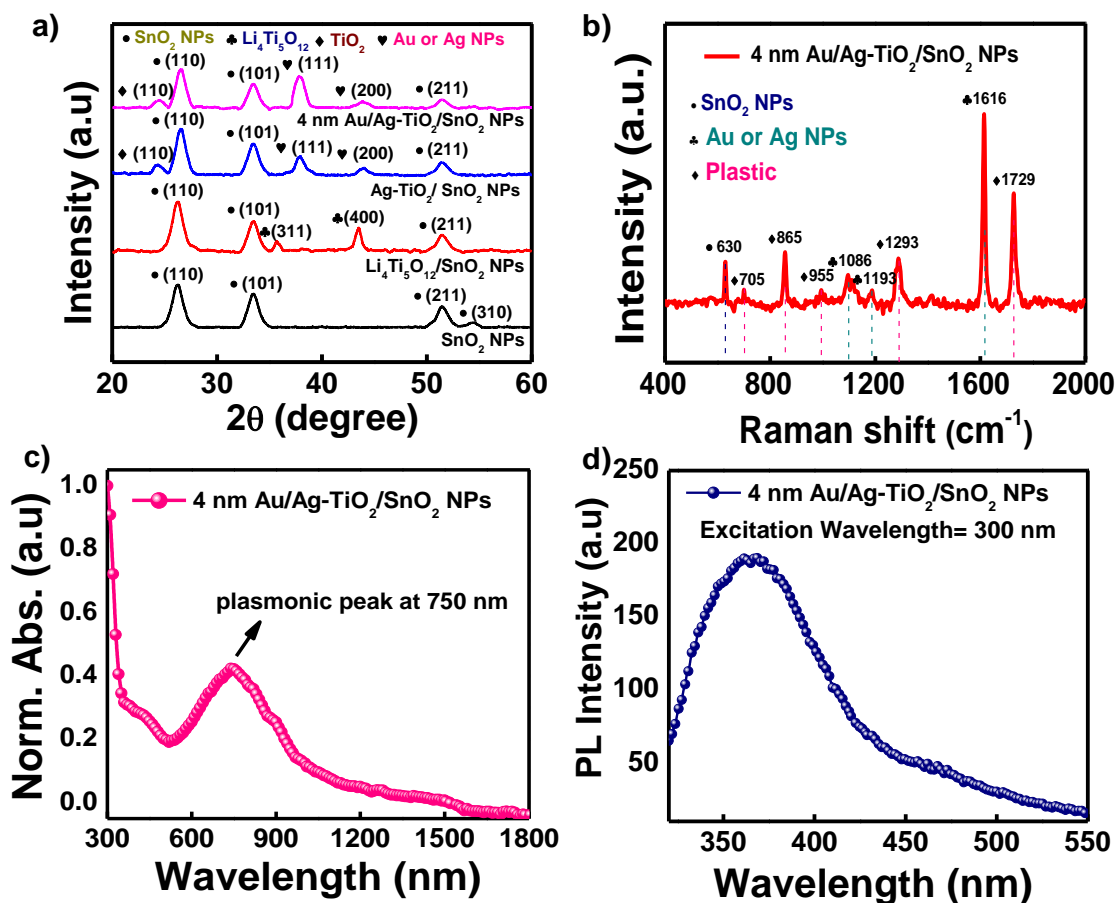 a)
• SnO₂ NPs ♣ Li₄Ti₅O₁₂ ♦ TiO₂ ♥ Au or Ag NPs
Intensity (a.u)
♦ (110) • (110) • (101) ♥ (111) ♥ (200) • (211)
4 nm Au/Ag-TiO₂/SnO₂ NPs
♦ (110) • (110) • (101) ♥ (111) ♥ (200) • (211)
Ag-TiO₂/ SnO₂ NPs
• (110) • (101) ♣ (311) ♣ (400) • (211)
Li₄Ti₅O₁₂/SnO₂ NPs
• (110) • (101) • (211) • (310)
SnO₂ NPs
20 30 40 50 60
2θ (degree)
b)
4 nm Au/Ag-TiO₂/SnO₂ NPs
• SnO₂ NPs
♣ Au or Ag NPs
♦ Plastic
Intensity (a.u.)
• 630 ♦705 ♦865 ♦955 ♣1086 ♣1193 ♦1293 ♣1616 ♦1729
400 800 1200 1600 2000
Raman shift (cm⁻¹)
c)
4 nm Au/Ag-TiO₂/SnO₂ NPs
plasmonic peak at 750 nm
Norm. Abs. (a.u)
1.0
0.8
0.6
0.4
0.2
0.0
300 600 900 1200 1500 1800
Wavelength (nm)
d)
4 nm Au/Ag-TiO₂/SnO₂ NPs
Excitation Wavelength= 300 nm
PL Intensity (a.u)
250
200
150
100
50
350 400 450 500 550
Wavelength (nm)